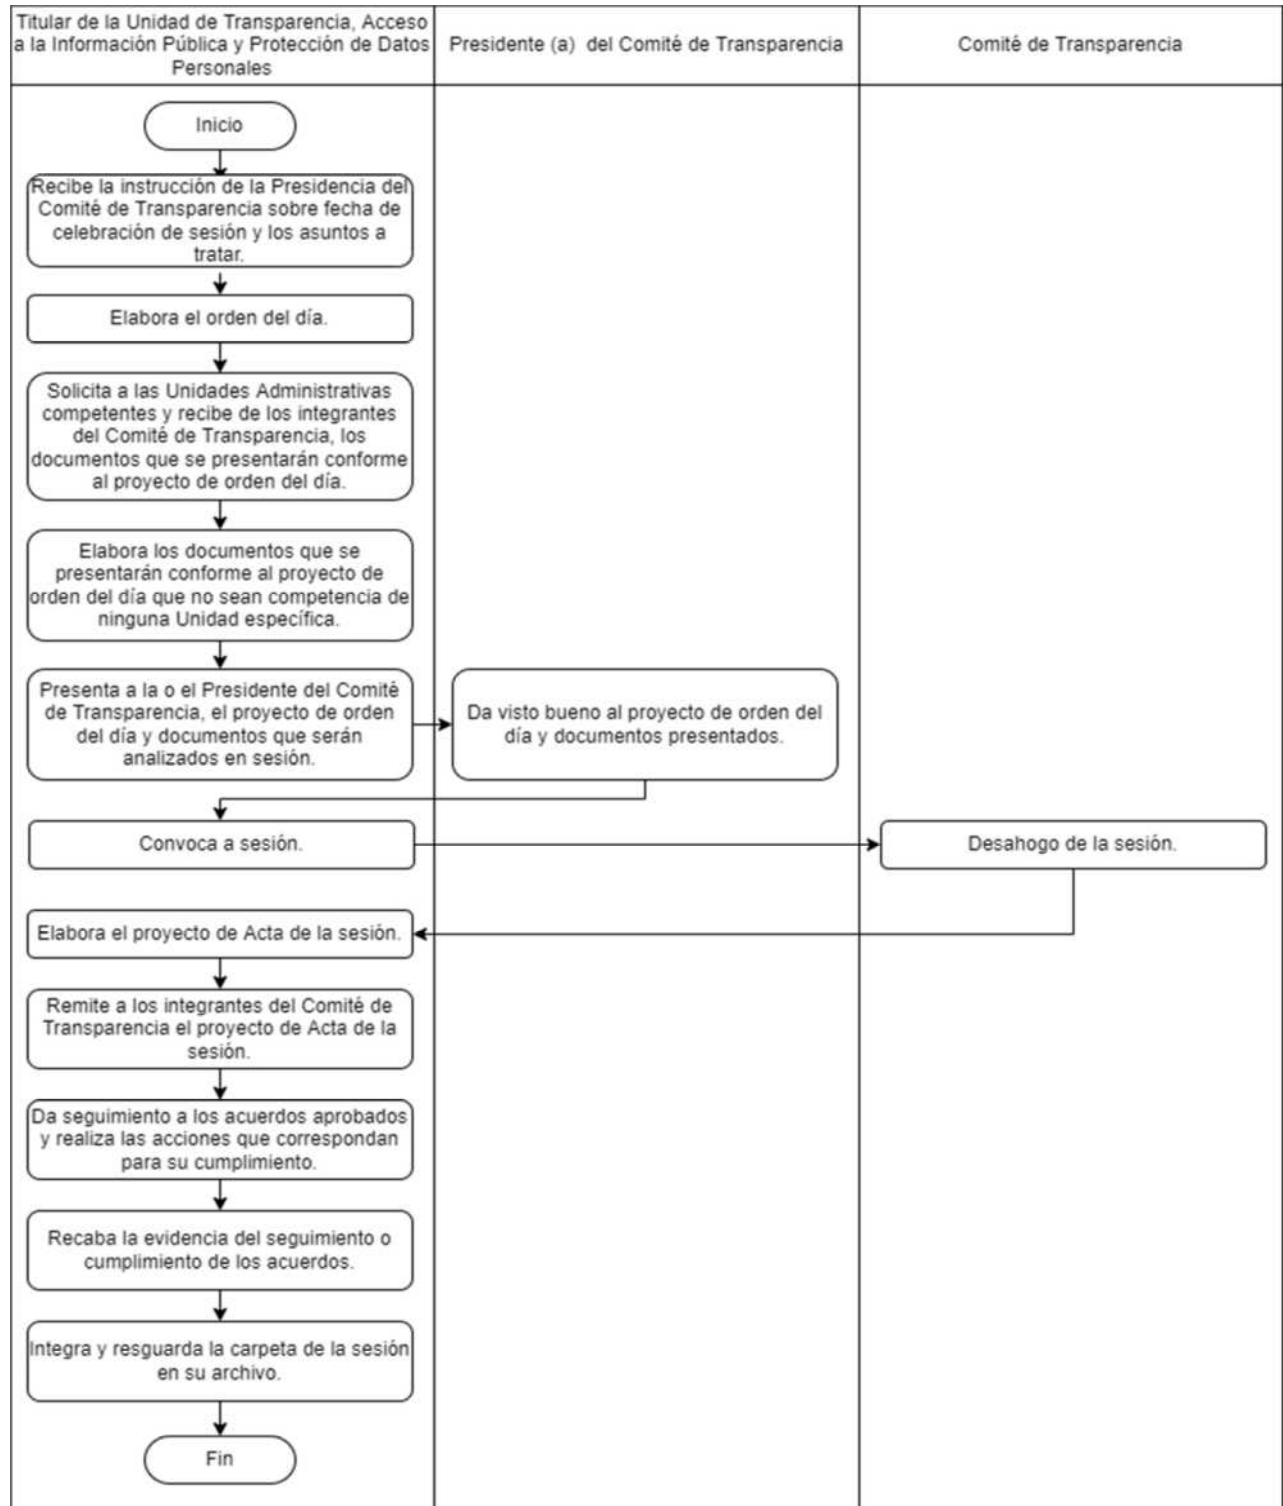 Titular de la Unidad de Transparencia, Acceso
a la Información Pública y Protección de Datos
Personales
Presidente (a) del Comité de Transparencia
Comité de Transparencia
Inicio
Recibe la instrucción de la Presidencia del
Comité de Transparencia sobre fecha de
celebración de sesión y los asuntos a
tratar.
Elabora el orden del día.
Solicita a las Unidades Administrativas
competentes y recibe de los integrantes
del Comité de Transparencia, los
documentos que se presentarán conforme
al proyecto de orden del día.
Elabora los documentos que se
presentarán conforme al proyecto de
orden del día que no sean competencia de
ninguna Unidad específica.
Presenta a la o el Presidente del Comité
de Transparencia, el proyecto de orden
del día y documentos que serán
analizados en sesión.
Da visto bueno al proyecto de orden del
día y documentos presentados.
Convoca a sesión.
Desahogo de la sesión.
Elabora el proyecto de Acta de la sesión.
Remite a los integrantes del Comité de
Transparencia el proyecto de Acta de la
sesión.
Da seguimiento a los acuerdos aprobados
y realiza las acciones que correspondan
para su cumplimiento.
Recaba la evidencia del seguimiento o
cumplimiento de los acuerdos.
Integra y resguarda la carpeta de la sesión
en su archivo.
Fin